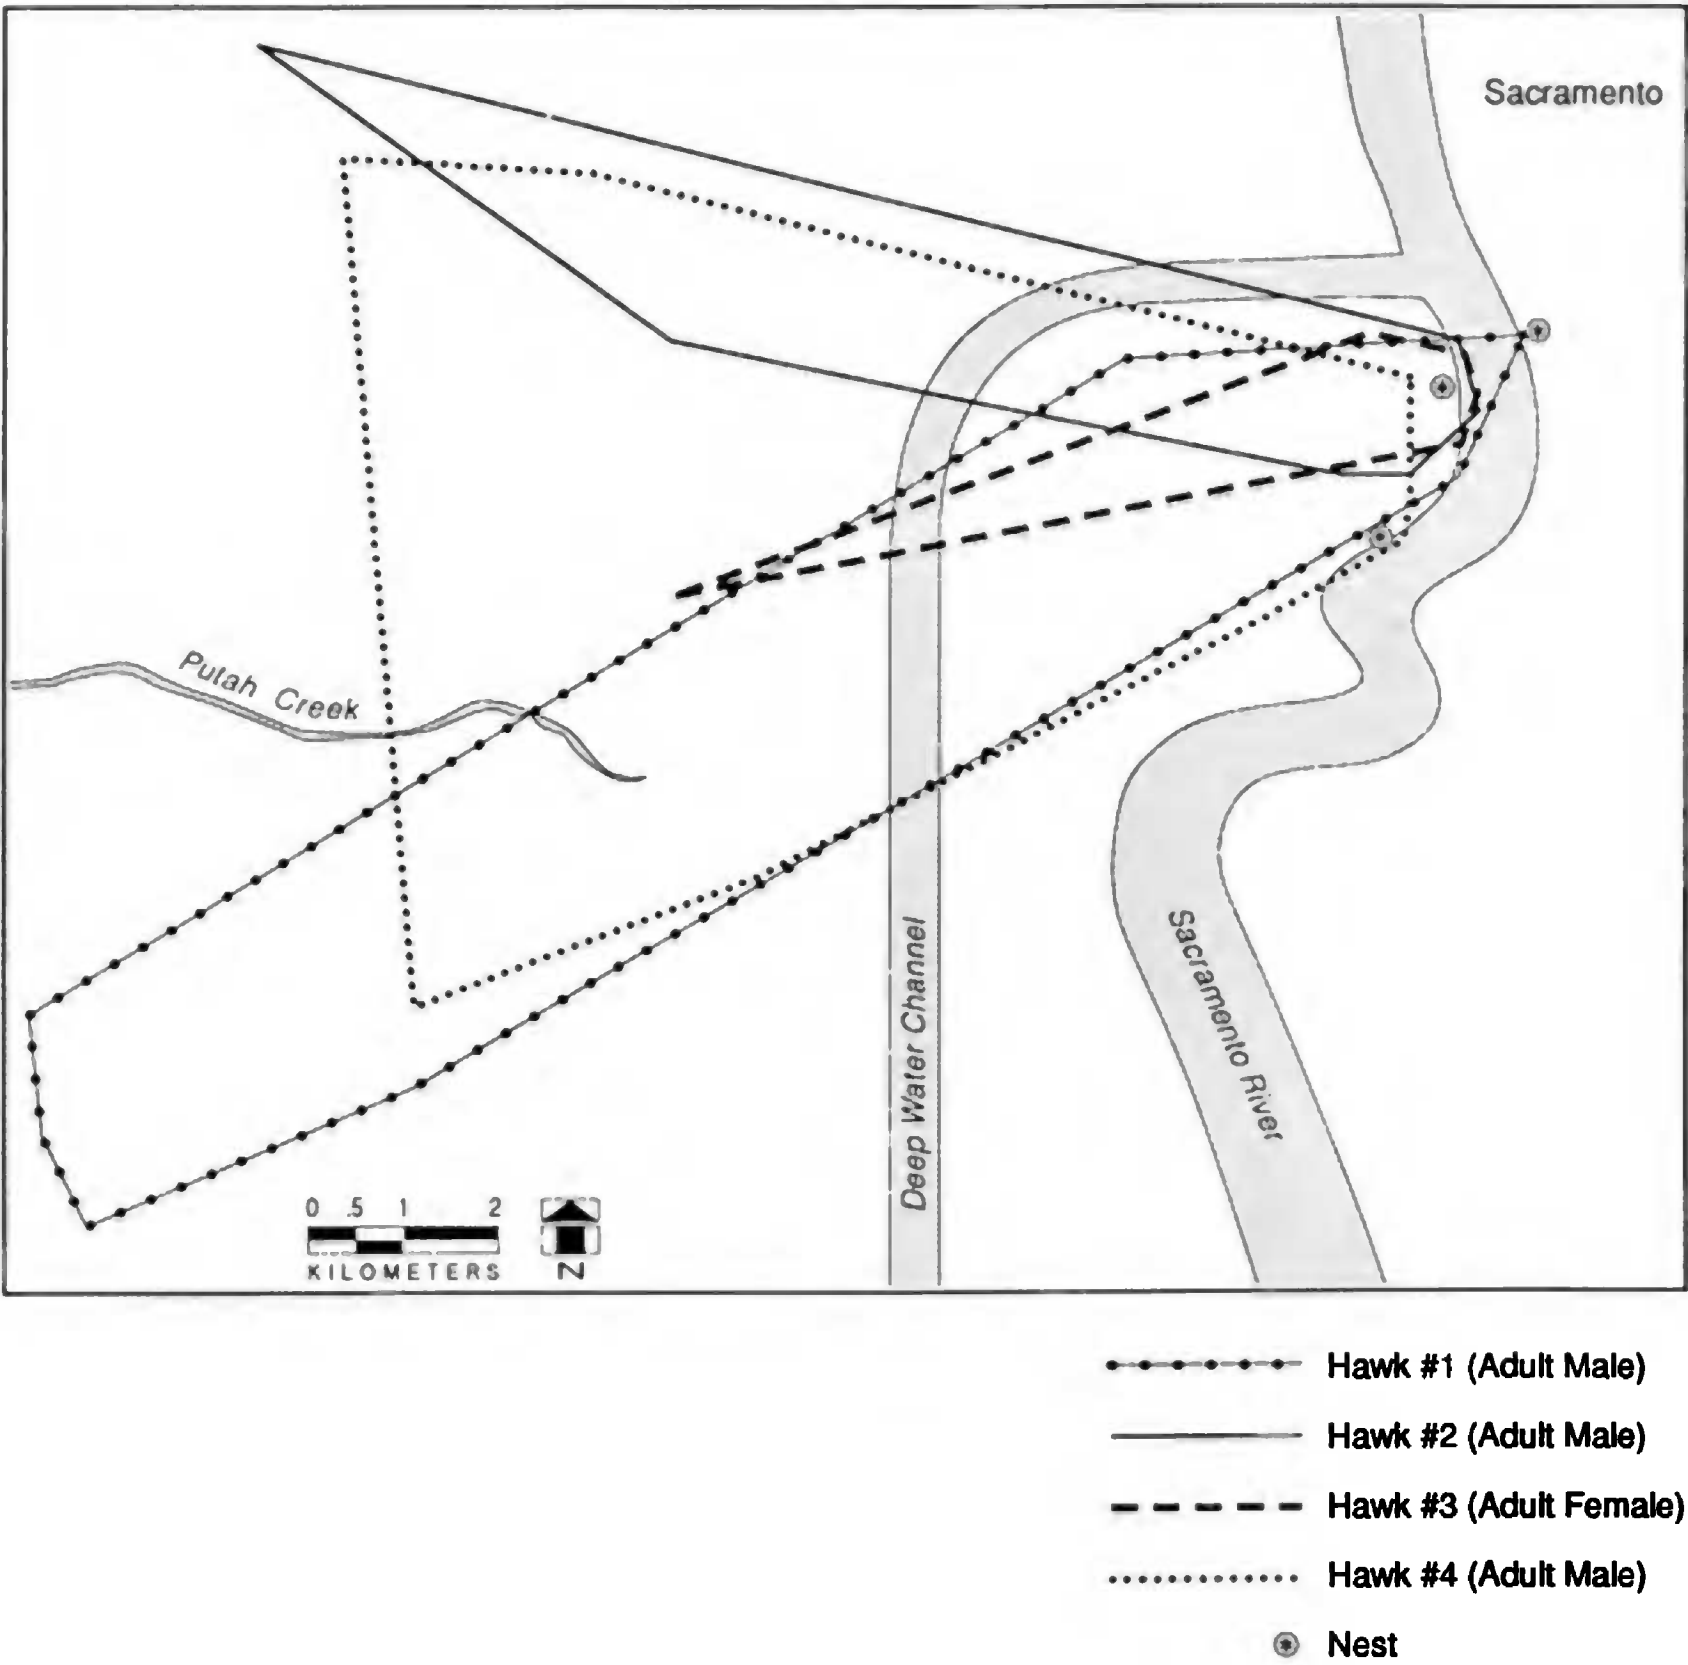 Sacramento
Putah Creek
Deep Water Channel
Sacramento River
0 .5 1 2
KILOMETERS
N
Hawk #1 (Adult Male)
Hawk #2 (Adult Male)
Hawk #3 (Adult Female)
Hawk #4 (Adult Male)
Nest